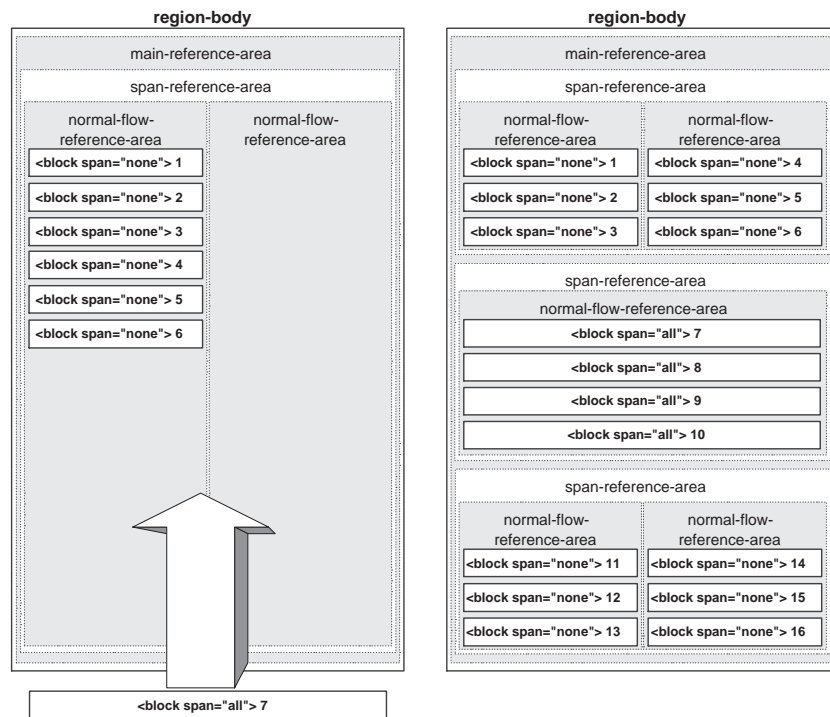 region-body
main-reference-area
span-reference-area
normal-flow-
reference-area
<block span="none"> 1
<block span="none"> 2
<block span="none"> 3
<block span="none"> 4
<block span="none"> 5
<block span="none"> 6
normal-flow-
reference-area
<block span="all"> 7
region-body
main-reference-area
span-reference-area
normal-flow-
reference-area
<block span="none"> 1
<block span="none"> 2
<block span="none"> 3
normal-flow-
reference-area
<block span="none"> 4
<block span="none"> 5
<block span="none"> 6
span-reference-area
normal-flow-reference-area
<block span="all"> 7
<block span="all"> 8
<block span="all"> 9
<block span="all"> 10
span-reference-area
normal-flow-
reference-area
<block span="none"> 11
<block span="none"> 12
<block span="none"> 13
normal-flow-
reference-area
<block span="none"> 14
<block span="none"> 15
<block span="none"> 16